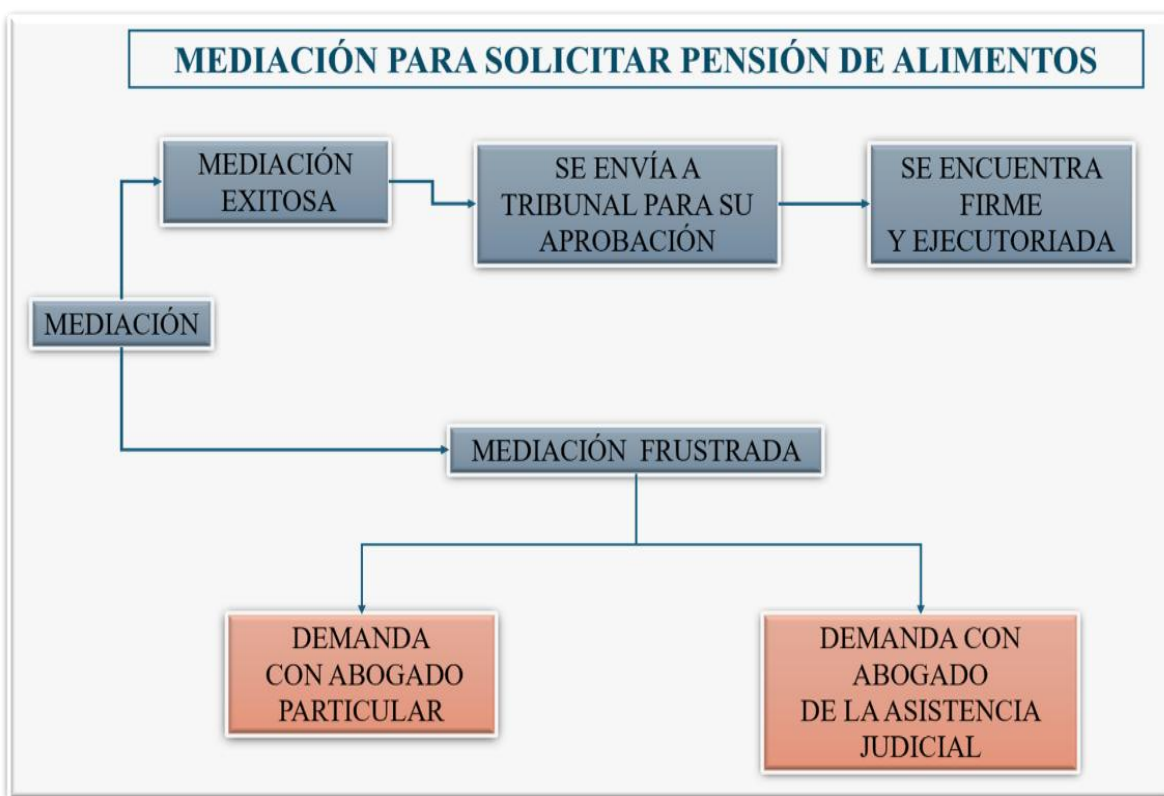 MEDIACIÓN PARA SOLICITAR PENSIÓN DE ALIMENTOS
MEDIACIÓN
EXITOSA
SE ENVÍA A
TRIBUNAL PARA SU
APROBACIÓN
SE ENCUENTRA
FIRME
Y EJECUTORIADA
MEDIACIÓN
MEDIACIÓN FRUSTRADA
DEMANDA
CON ABOGADO
PARTICULAR
DEMANDA CON
ABOGADO
DE LA ASISTENCIA
JUDICIAL